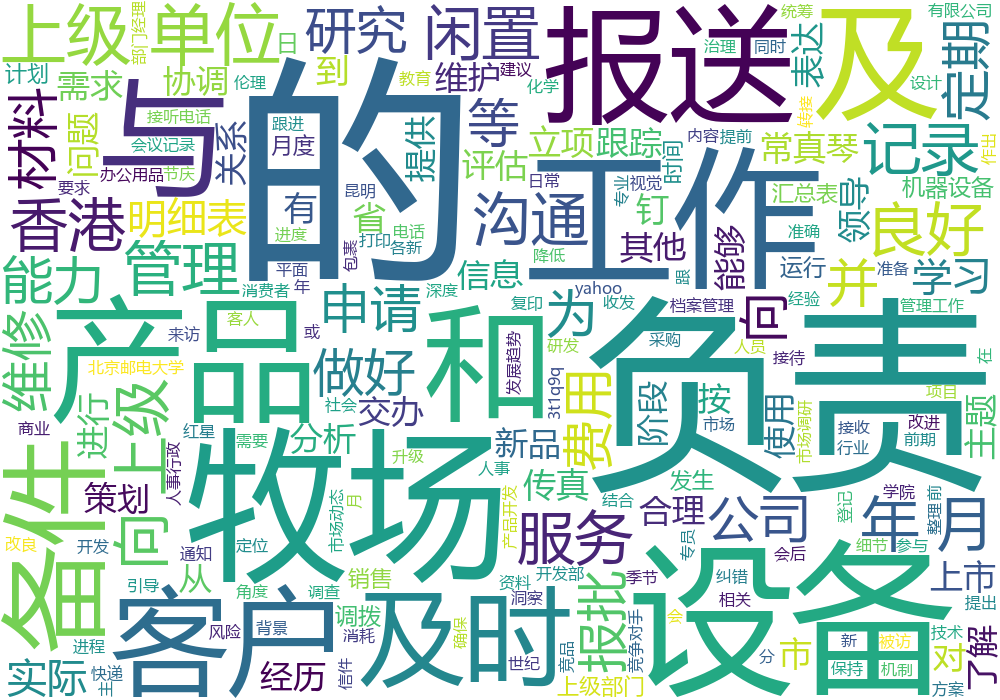 上级
单位
研究
闲置
报送
及
定期
表达
统筹
有限公司
部门经理
日
到
计划
需求
协调
伦理
教育
维护
建议
治理
同时
化学
设计
转接
材料
问题
接听电话
会议记录
与
的
关系
跟进
月度
提供
等
立项
跟踪
内容
提前
常真琴
记录
作出
办公用品
节庆
要求
昆明
评估
工作
日常
专业
视觉
时间
汇总表
机器设备
香港
明细表
有
省
进度
打印
电话
各新
沟通
钉
其他
降低
能够
准确
领导
良好
能力
管理
平面
年
包裹
信息
yahoo
跟
运行
准备
并
学习
消费者
深度
复印
收发
档案管理
向
经验
管理工作
产品
和
申请
为
负责
维修
来访
客人
或
做好
发展趋势
研发
采购
人员
接待
在
北京邮电大学
3t1q9q
费用
阶段
按
项目
商业
进行
上级
红星
社会
交办
新品
市场
使用
市场调研
接收
行业
改进
前期
主题
备件
策划
人事行政
需要
分析
升级
人事
传真
发生
牧场
向
改良
开发
通知
定位
市场动态
月
产品开发
结合
服务
合理
专员
公司
登记
学院
年
整理前
月
会后
引导
从
角度
调查
销售
资料
开发部
季节
纠错
细节
参与
设备
上市
客户
及时
调拨
消耗
洞察
报批
相关
提出
技术
进程
风险
背景
确保
竞品
竞争对手
会
市
新
被访
对
了解
实际
快递
主
经历
信件
世纪
上级部门
分
保持
机制
方案